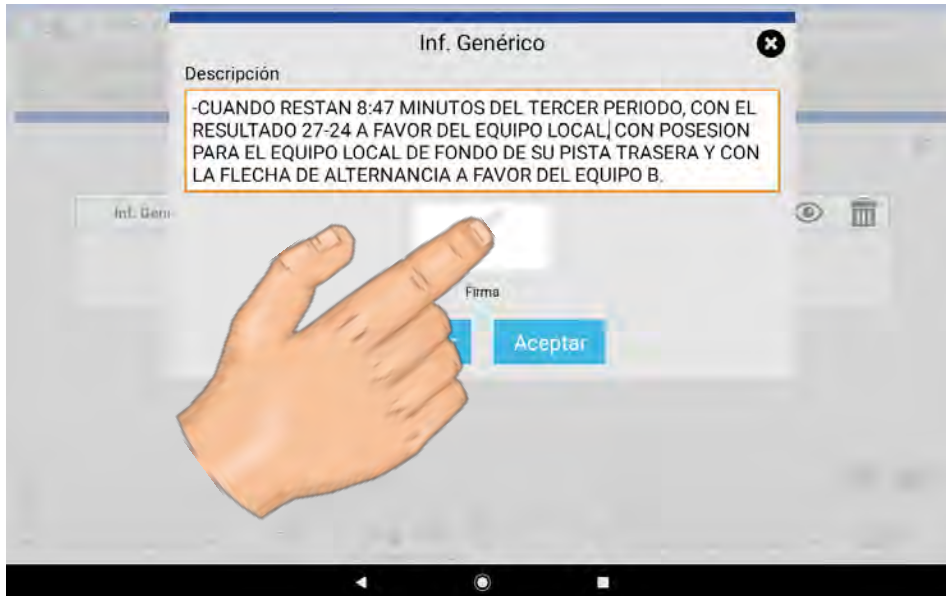 Inf. Genérico
Descripción
-CUANDO RESTAN 8:47 MINUTOS DEL TERCER PERIODO, CON EL
RESULTADO 27-24 A FAVOR DEL EQUIPO LOCAL, CON POSESION
PARA EL EQUIPO LOCAL DE FONDO DE SU PISTA TRASERA Y CON
LA FLECHA DE ALTERNANCIA A FAVOR DEL EQUIPO B.
Inf. Gen
Firma
Aceptar